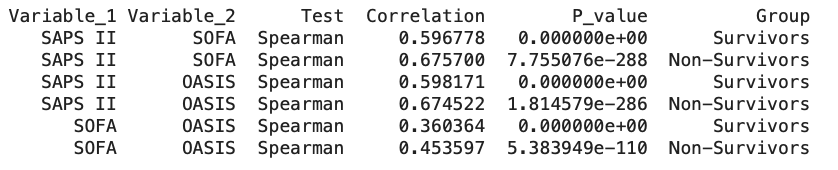 Variable_1 Variable_2 Test Correlation P_value Group
SAPS II SOFA Spearman 0.596778 0.000000e+00 Survivors
SAPS II SOFA Spearman 0.675700 7.755076e-288 Non-Survivors
SAPS II OASIS Spearman 0.598171 0.000000e+00 Survivors
SAPS II OASIS Spearman 0.674522 1.814579e-286 Non-Survivors
SOFA OASIS Spearman 0.360364 0.000000e+00 Survivors
SOFA OASIS Spearman 0.453597 5.383949e-110 Non-Survivors